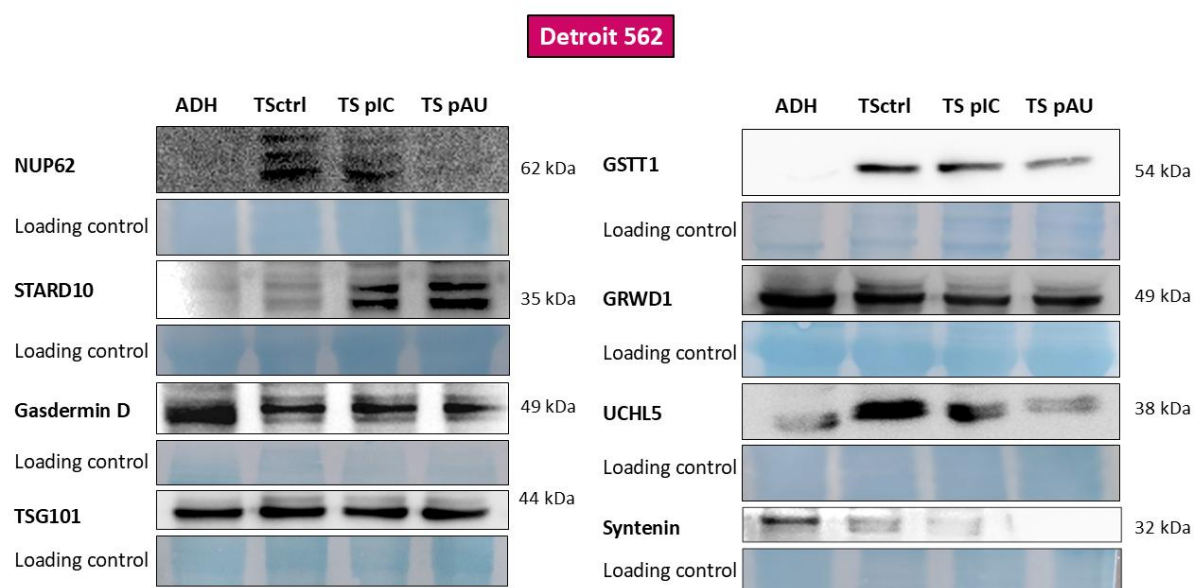 Detroit 562
ADH TSctrl TS pIC TS pAU
NUP62 62 kDa
Loading control
STARD10 35 kDa
Loading control
Gasdermin D 49 kDa
Loading control
TSG101 44 kDa
Loading control
ADH TSctrl TS pIC TS pAU
GSTT1 54 kDa
Loading control
GRWD1 49 kDa
Loading control
UCHL5 38 kDa
Loading control
Syntenin 32 kDa
Loading control